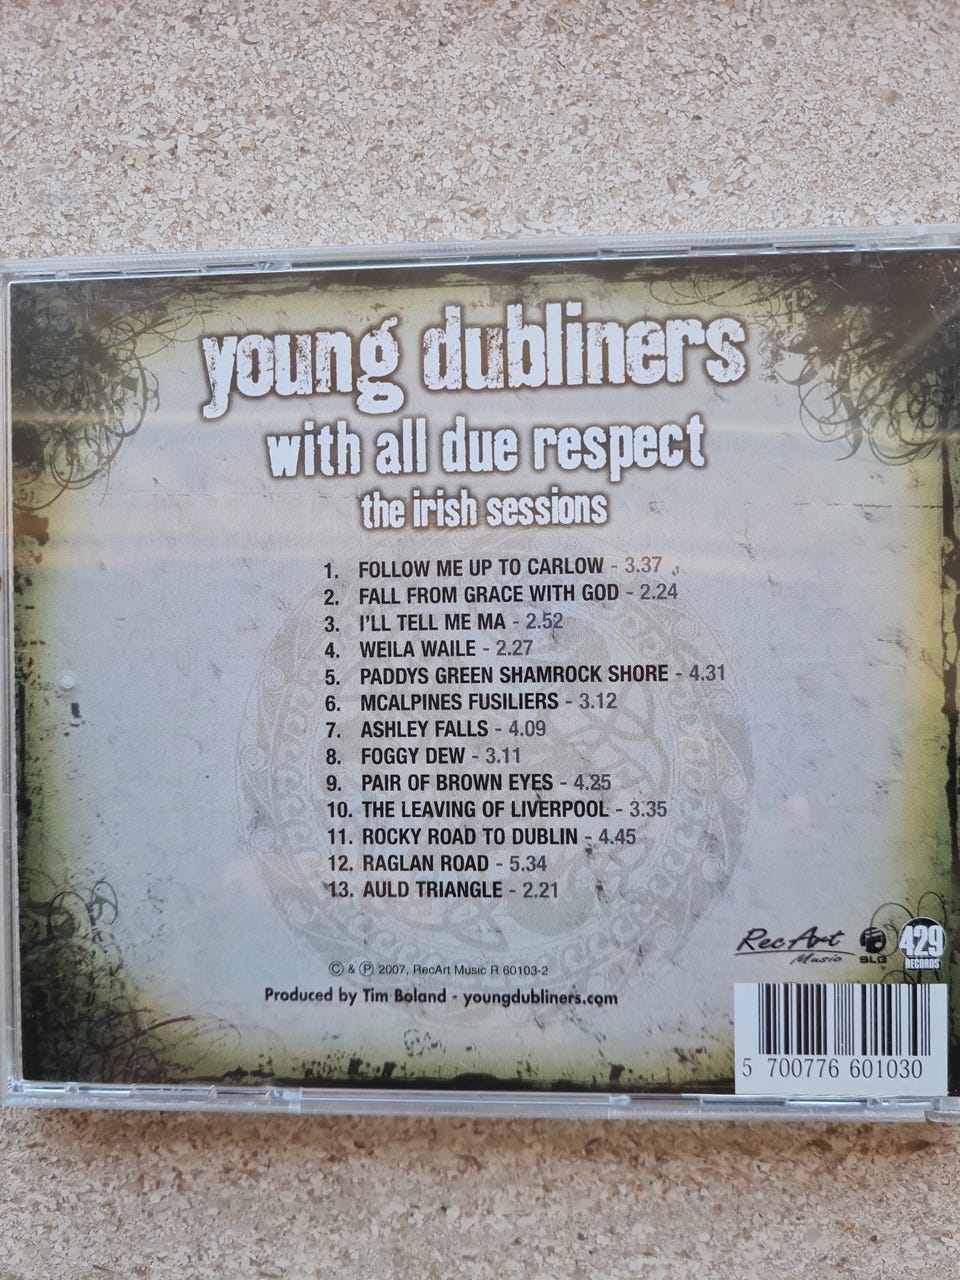 young dubliners
with all due respect
the irish sessions
1. FOLLOW ME UP TO CARLOW - 3.37
2. FALL FROM GRACE WITH GOD - 2.24
3. I'LL TELL ME MA - 2.52
4. WEILA WAILE - 2.27
5. PADDYS GREEN SHAMROCK SHORE - 4.31
6. MCALPINES FUSILIERS - 3.12
7. ASHLEY FALLS - 4.09
8. FOGGY DEW - 3.11
9. PAIR OF BROWN EYES - 4.25
10. THE LEAVING OF LIVERPOOL - 3.35
11. ROCKY ROAD TO DUBLIN - 4.45
12. RAGLAN ROAD - 5.34
13. AULD TRIANGLE - 2.21
RecArt
Music
SLG
429
RECORDS
© & ℗ 2007, RecArt Music R 60103-2
Produced by Tim Boland - youngdubliners.com
5 700776 601030